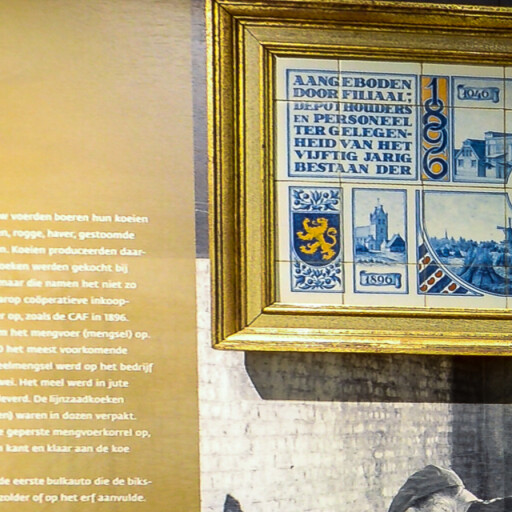 w voerden boeren hun koeien
n, rogge, haver, gestoomde
n. Koeien produceerden daar-
oeken werden gekocht bij
maar die namen het niet zo
arop coöperatieve inkoop-
r op, zoals de CAF in 1896.
m het mengvoer (mengsel) op.
0 het meest voorkomende
eelmengsel werd op het bedrijf
wei. Het meel werd in jute
leverd. De lijnzaadkoeken
en) waren in dozen verpakt.
e geperste mengvoerkorrel op,
n kant en klaar aan de koe
de eerste bulkauto die de biks-
zolder of op het erf aanvulde.
AANGEBODEN
DOOR FILIAAL-
DEPOTHOUDERS
EN PERSONEEL
TER GELEGEN-
HEID VAN HET
VIJFTIG JARIG
BESTAAN DER
1896
1946
1896